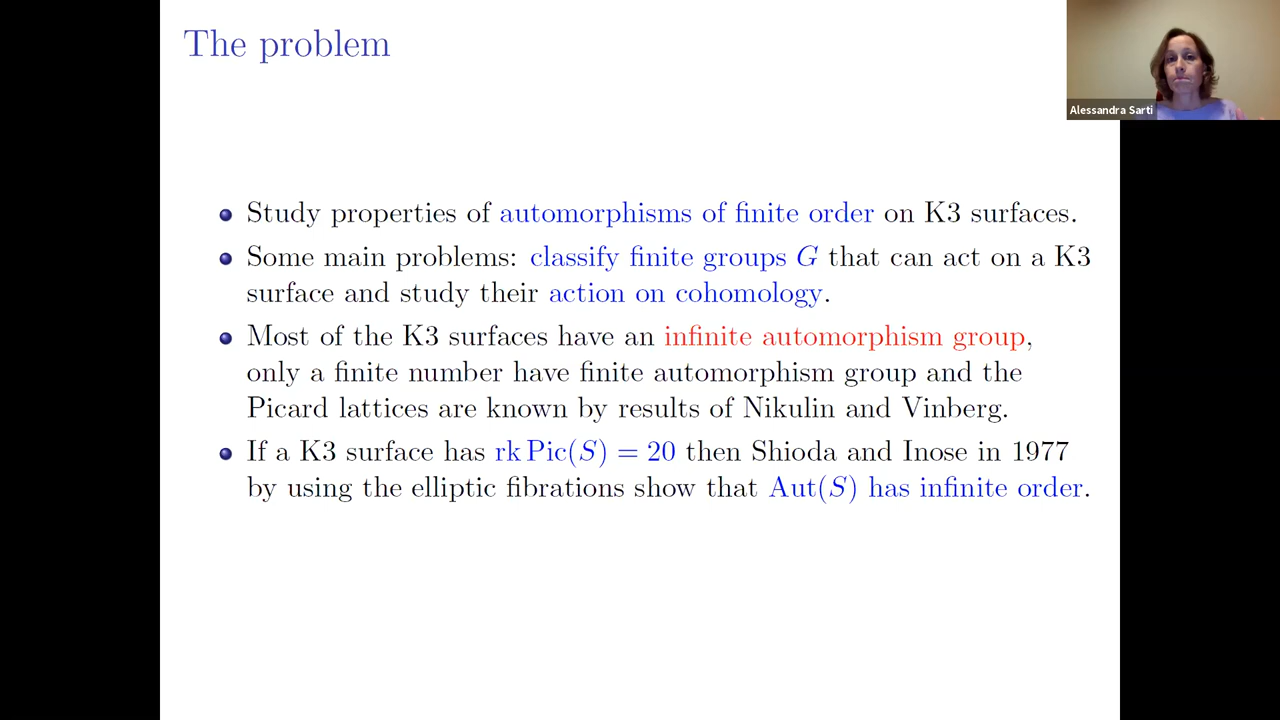 The problem
Alessandra Sarti
Study properties of automorphisms of finite order on K3 surfaces.
Some main problems: classify finite groups G that can act on a K3
surface and study their action on cohomology.
Most of the K3 surfaces have an infinite automorphism group,
only a finite number have finite automorphism group and the
Picard lattices are known by results of Nikulin and Vinberg.
If a K3 surface has rk Pic(S) = 20 then Shioda and Inose in 1977
by using the elliptic fibrations show that Aut(S) has infinite order.